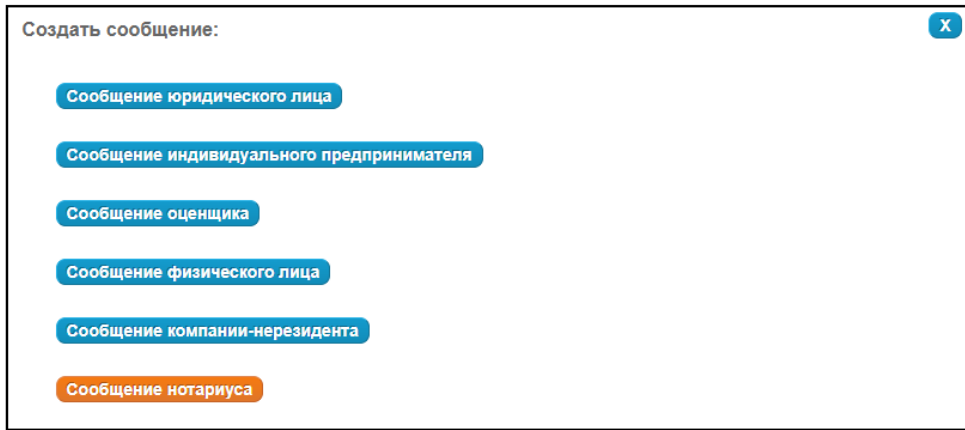 Создать сообщение:
X
Сообщение юридического лица
Сообщение индивидуального предпринимателя
Сообщение оценщика
Сообщение физического лица
Сообщение компании-нерезидента
Сообщение нотариуса